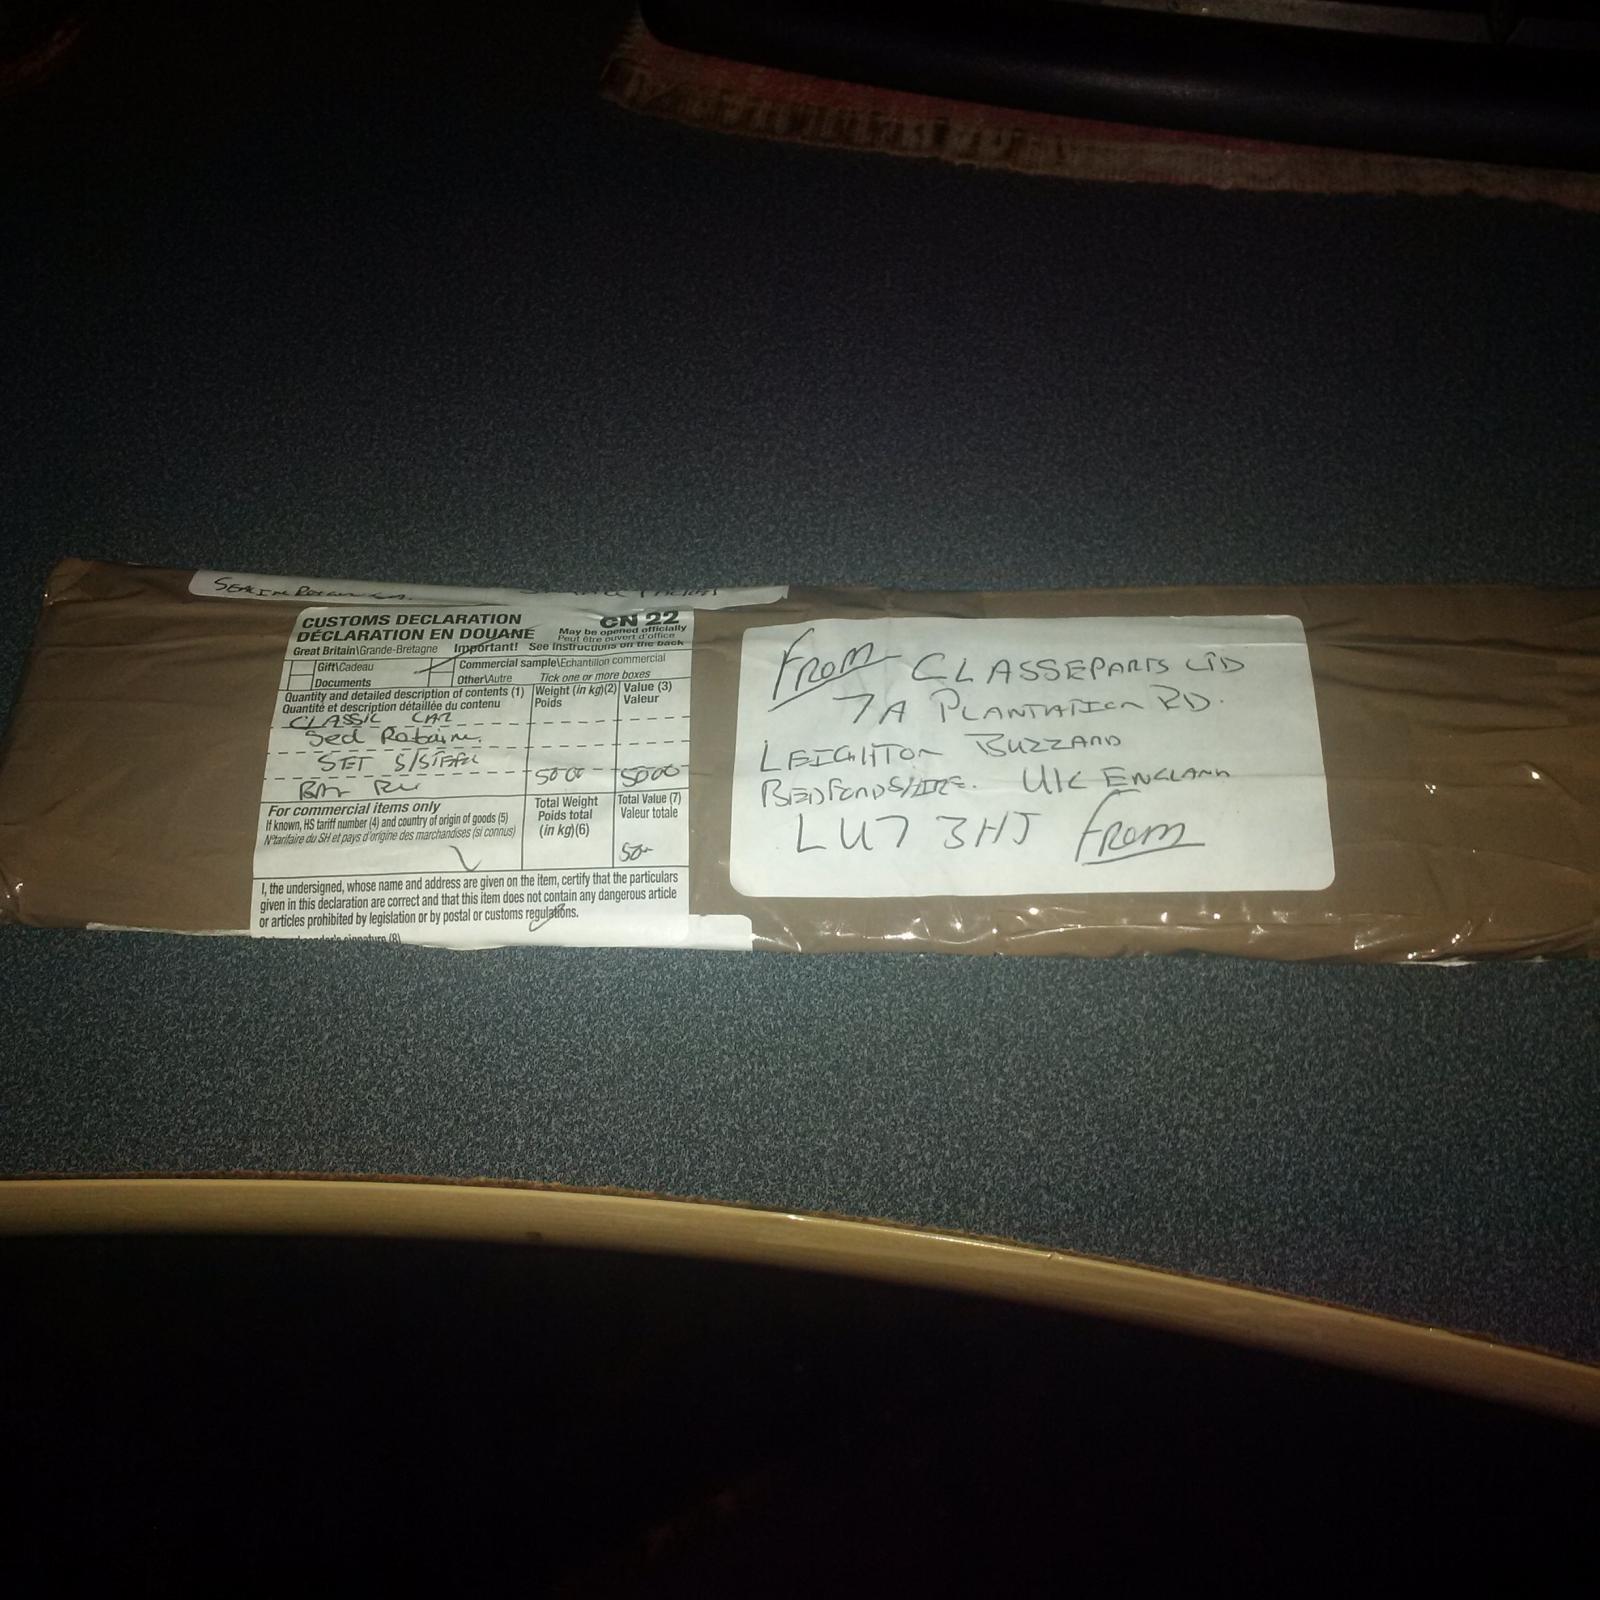 CUSTOMS DECLARATION CN 22
DÉCLARATION EN DOUANE
May be opened officially
Peut être ouvert d'office
Great Britain\Grande-Bretagne Important! See instructions on the back
Gift\Cadeau Commercial sample\Echantillon commercial
Documents Other\Autre Tick one or more boxes
Quantity and detailed description of contents (1) Weight (in kg)(2) Value (3)
Quantité et description détaillée du contenu Poids Valeur
CLASSIC CAR
SET S/STEEL
5000 5000
For commercial items only Total Weight Total Value (7)
If known, HS tariff number (4) and country of origin of goods (5) Poids total Valeur totale
N°tarifaire du SH et pays d'origine des marchandises (si connus) (in kg)(6)
50
I, the undersigned, whose name and address are given on the item, certify that the particulars
given in this declaration are correct and that this item does not contain any dangerous article
or articles prohibited by legislation or by postal or customs regulations.
From CLASSEPARTS LTD
7A PLANTATION RD.
LEIGHTON BUZZARD
BEDFORDSHIRE. UK ENGLAND
LU7 3HJ From